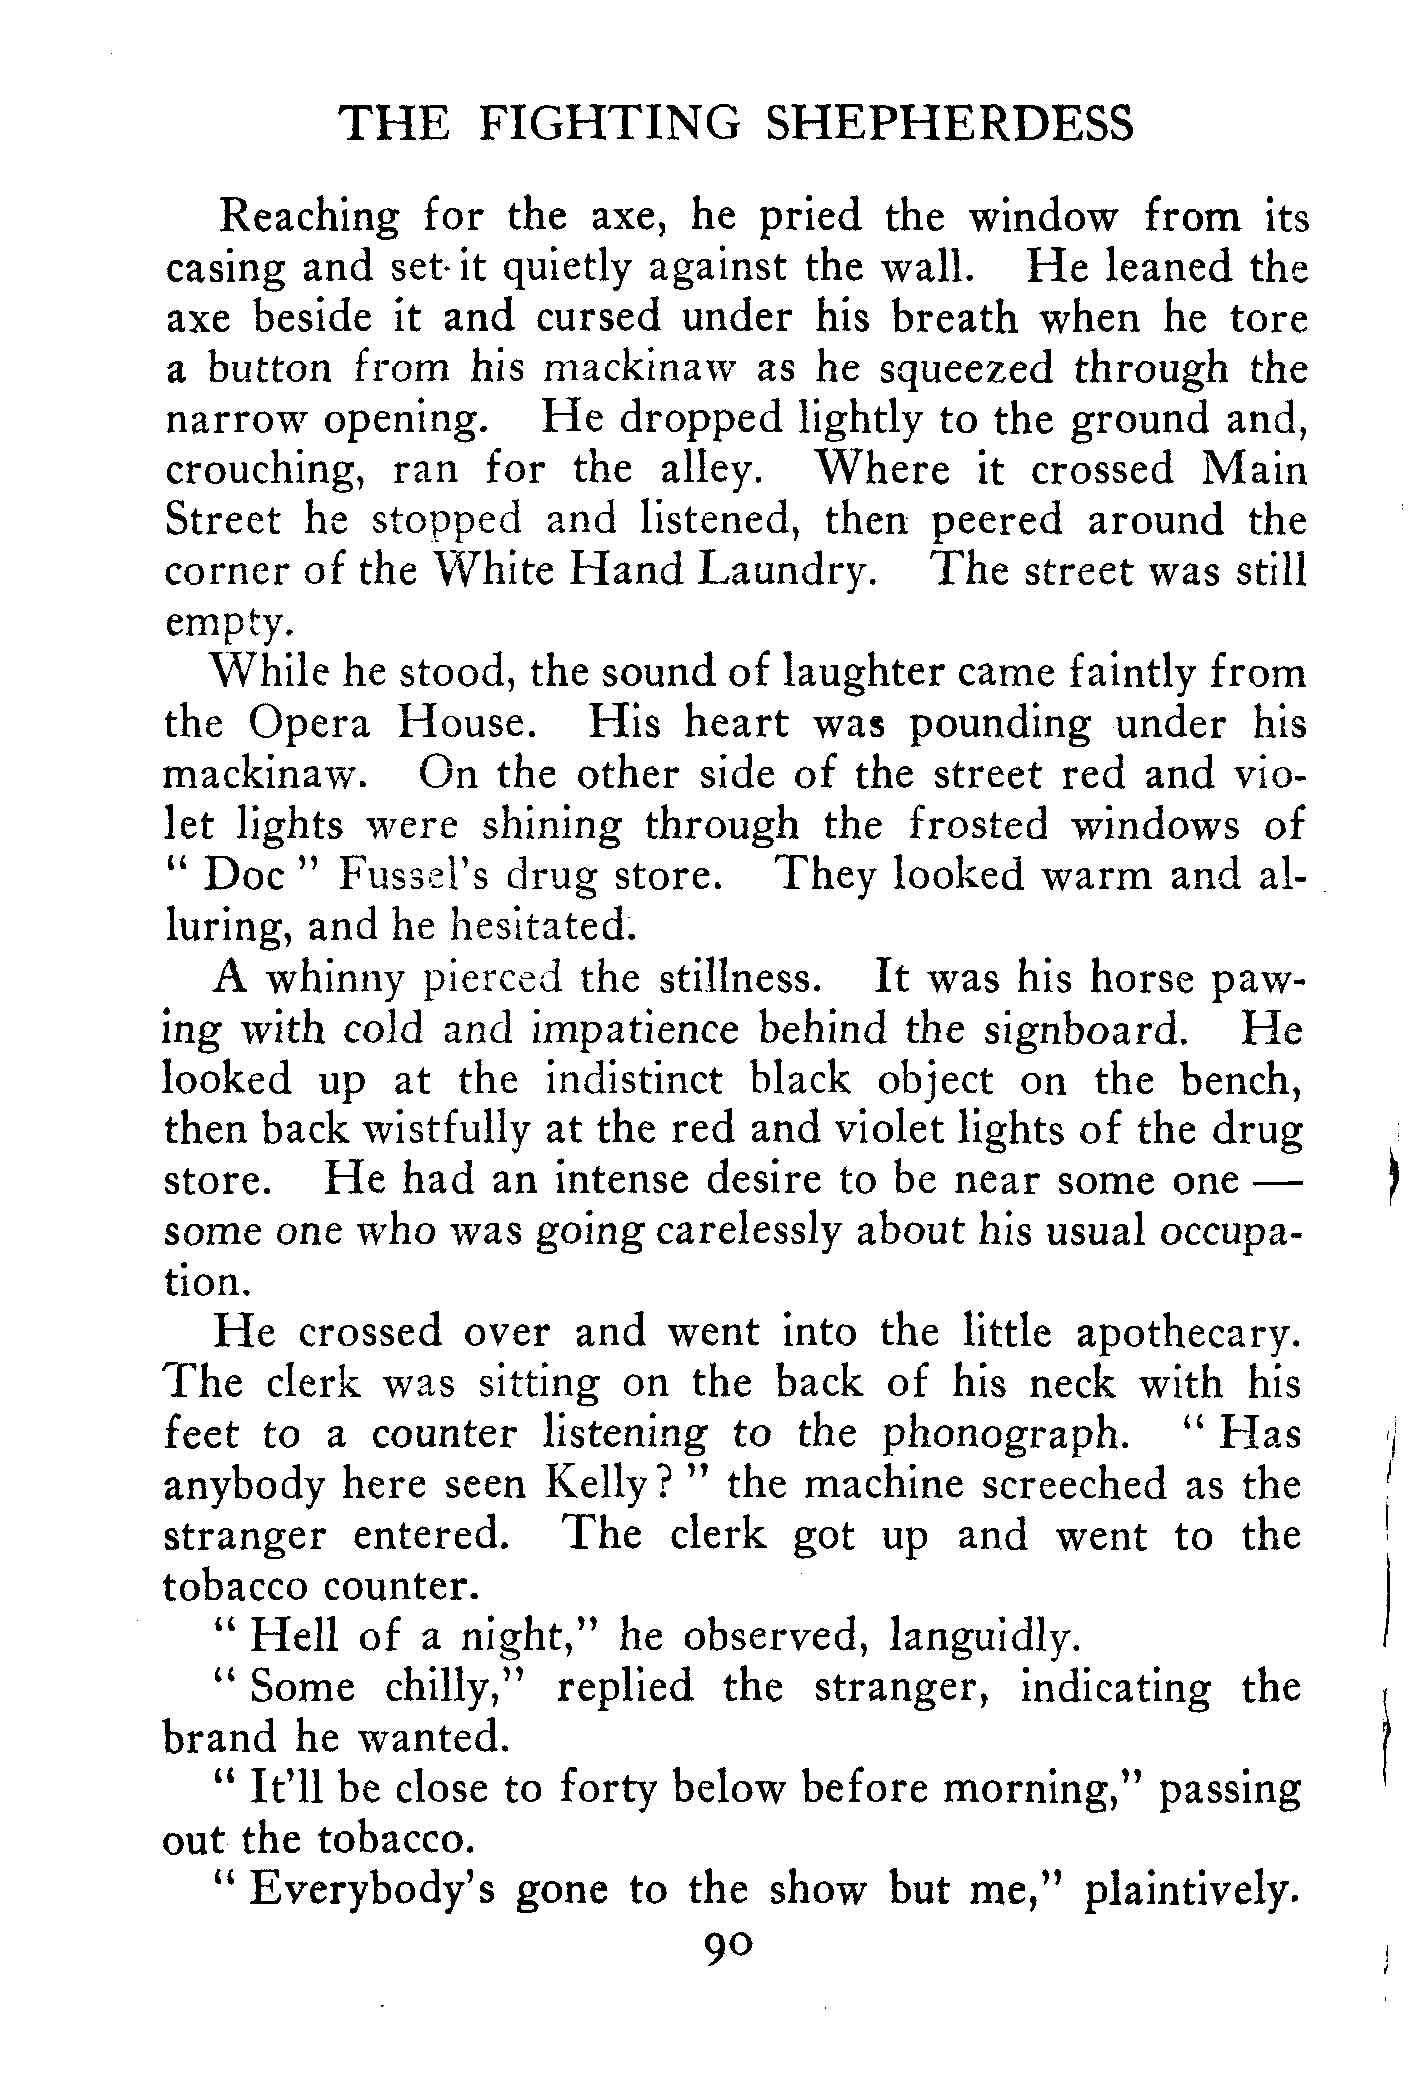 THE FIGHTING SHEPHERDESS
Reaching for the axe, he pried the window from its
casing and set it quietly against the wall. He leaned the
axe beside it and cursed under his breath when he tore
a button from his mackinaw as he squeezed through the
narrow opening. He dropped lightly to the ground and,
crouching, ran for the alley. Where it crossed Main
Street he stopped and listened, then peered around the
corner of the White Hand Laundry. The street was still
empty.
While he stood, the sound of laughter came faintly from
the Opera House. His heart was pounding under his
mackinaw. On the other side of the street red and vio-
let lights were shining through the frosted windows of
" Doc " Fussel's drug store. They looked warm and al-
luring, and he hesitated.
A whinny pierced the stillness. It was his horse paw-
ing with cold and impatience behind the signboard. He
looked up at the indistinct black object on the bench,
then back wistfully at the red and violet lights of the drug
store. He had an intense desire to be near some one —
some one who was going carelessly about his usual occupa-
tion.
He crossed over and went into the little apothecary.
The clerk was sitting on the back of his neck with his
feet to a counter listening to the phonograph. " Has
anybody here seen Kelly? " the machine screeched as the
stranger entered. The clerk got up and went to the
tobacco counter.
" Hell of a night," he observed, languidly.
" Some chilly," replied the stranger, indicating the
brand he wanted.
" It'll be close to forty below before morning," passing
out the tobacco.
" Everybody's gone to the show but me," plaintively.
90